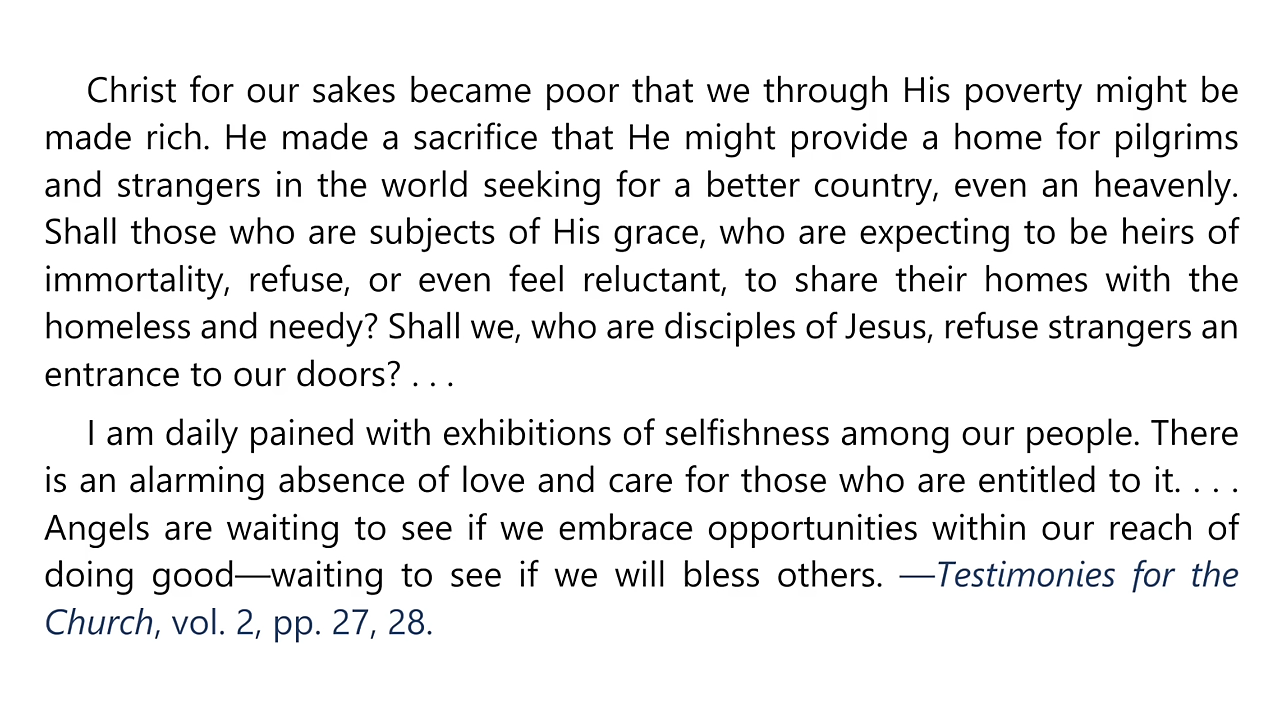 Christ for our sakes became poor that we through His poverty might be
made rich. He made a sacrifice that He might provide a home for pilgrims
and strangers in the world seeking for a better country, even an heavenly.
Shall those who are subjects of His grace, who are expecting to be heirs of
immortality, refuse, or even feel reluctant, to share their homes with the
homeless and needy? Shall we, who are disciples of Jesus, refuse strangers an
entrance to our doors? . . .
I am daily pained with exhibitions of selfishness among our people. There
is an alarming absence of love and care for those who are entitled to it. . . .
Angels are waiting to see if we embrace opportunities within our reach of
doing good—waiting to see if we will bless others. —Testimonies for the
Church, vol. 2, pp. 27, 28.